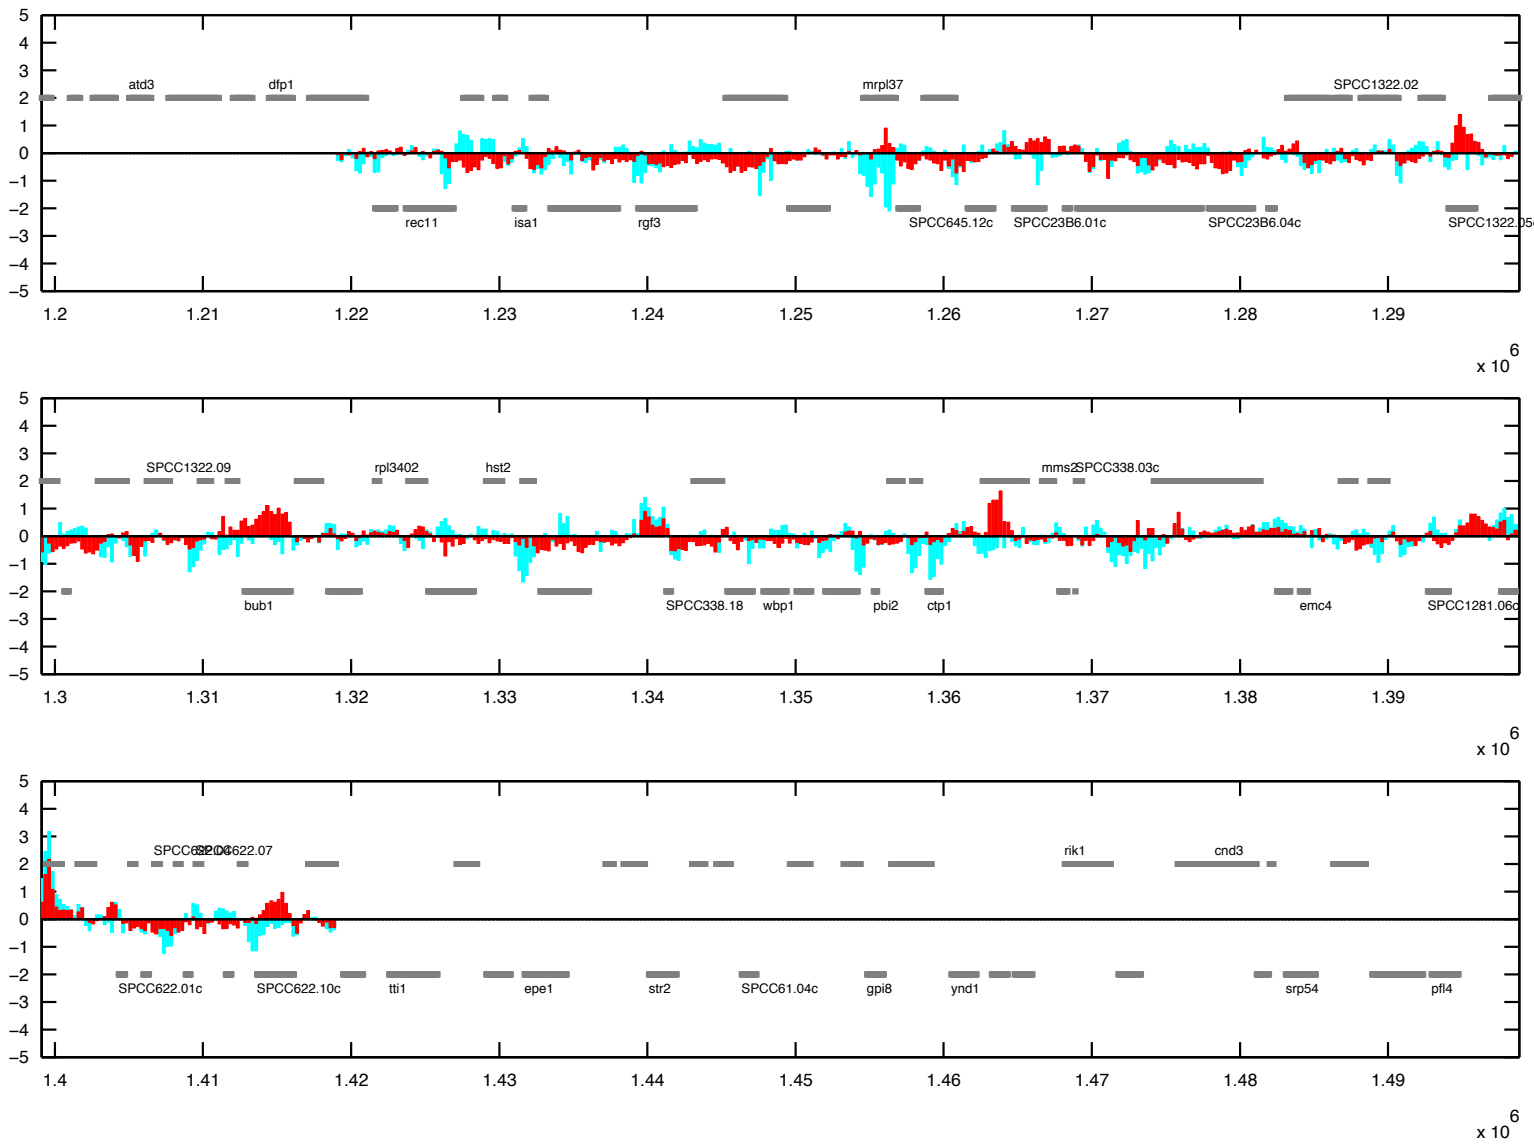 5
4
3
2
1
0
−1
−2
−3
−4
−5
atd3 dfp1 mrpl37 SPCC1322.02
rec11 isa1 rgf3 SPCC645.12c SPCC23B6.01c SPCC23B6.04c SPCC1322.05c
1.2 1.21 1.22 1.23 1.24 1.25 1.26 1.27 1.28 1.29
x 10^6
5
4
3
2
1
0
−1
−2
−3
−4
−5
SPCC1322.09 rpl3402 hst2 mms2 SPCC338.03c
bub1 SPCC338.18 wbp1 pbi2 ctp1 emc4 SPCC1281.06c
1.3 1.31 1.32 1.33 1.34 1.35 1.36 1.37 1.38 1.39
x 10^6
5
4
3
2
1
0
−1
−2
−3
−4
−5
SPCC622.07 rik1 cnd3
SPCC622.01c SPCC622.10c tti1 epe1 str2 SPCC61.04c gpi8 ynd1 srp54 pfl4
1.4 1.41 1.42 1.43 1.44 1.45 1.46 1.47 1.48 1.49
x 10^6